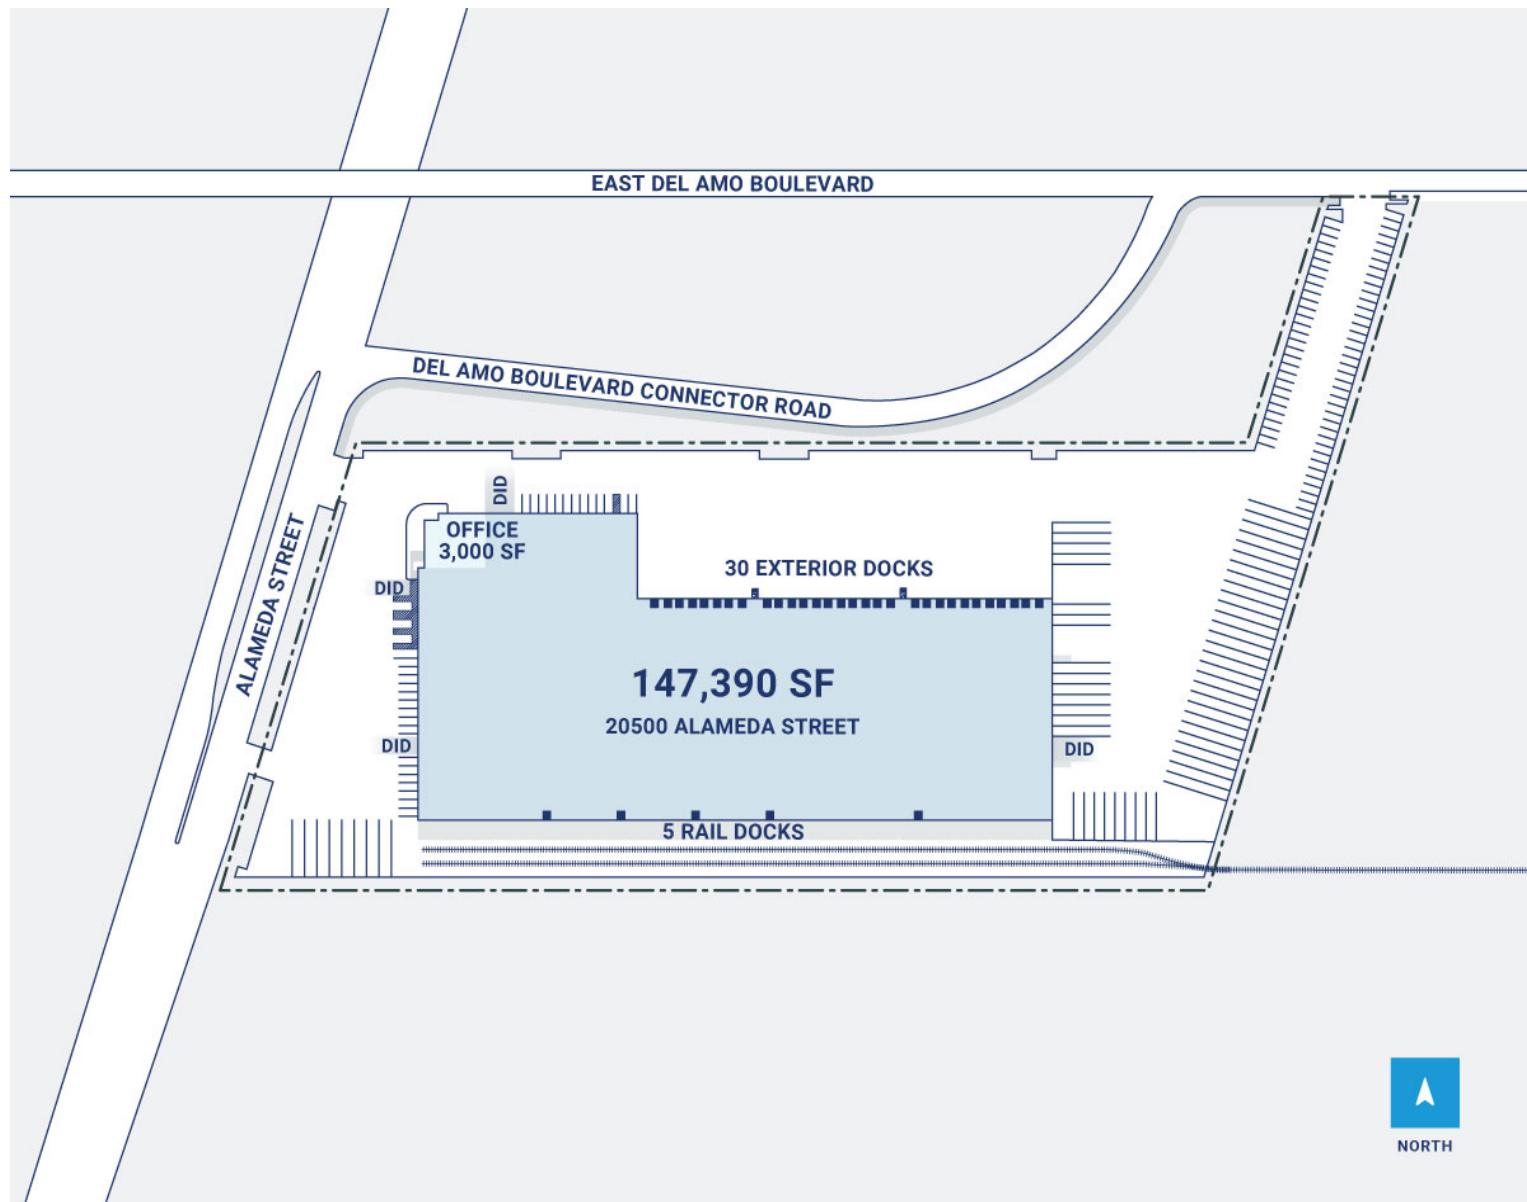 EAST DEL AMO BOULEVARD
DEL AMO BOULEVARD CONNECTOR ROAD
ALAMEDA STREET
DID
OFFICE
3,000 SF
30 EXTERIOR DOCKS
DID
147,390 SF
20500 ALAMEDA STREET
DID
DID
5 RAIL DOCKS
NORTH